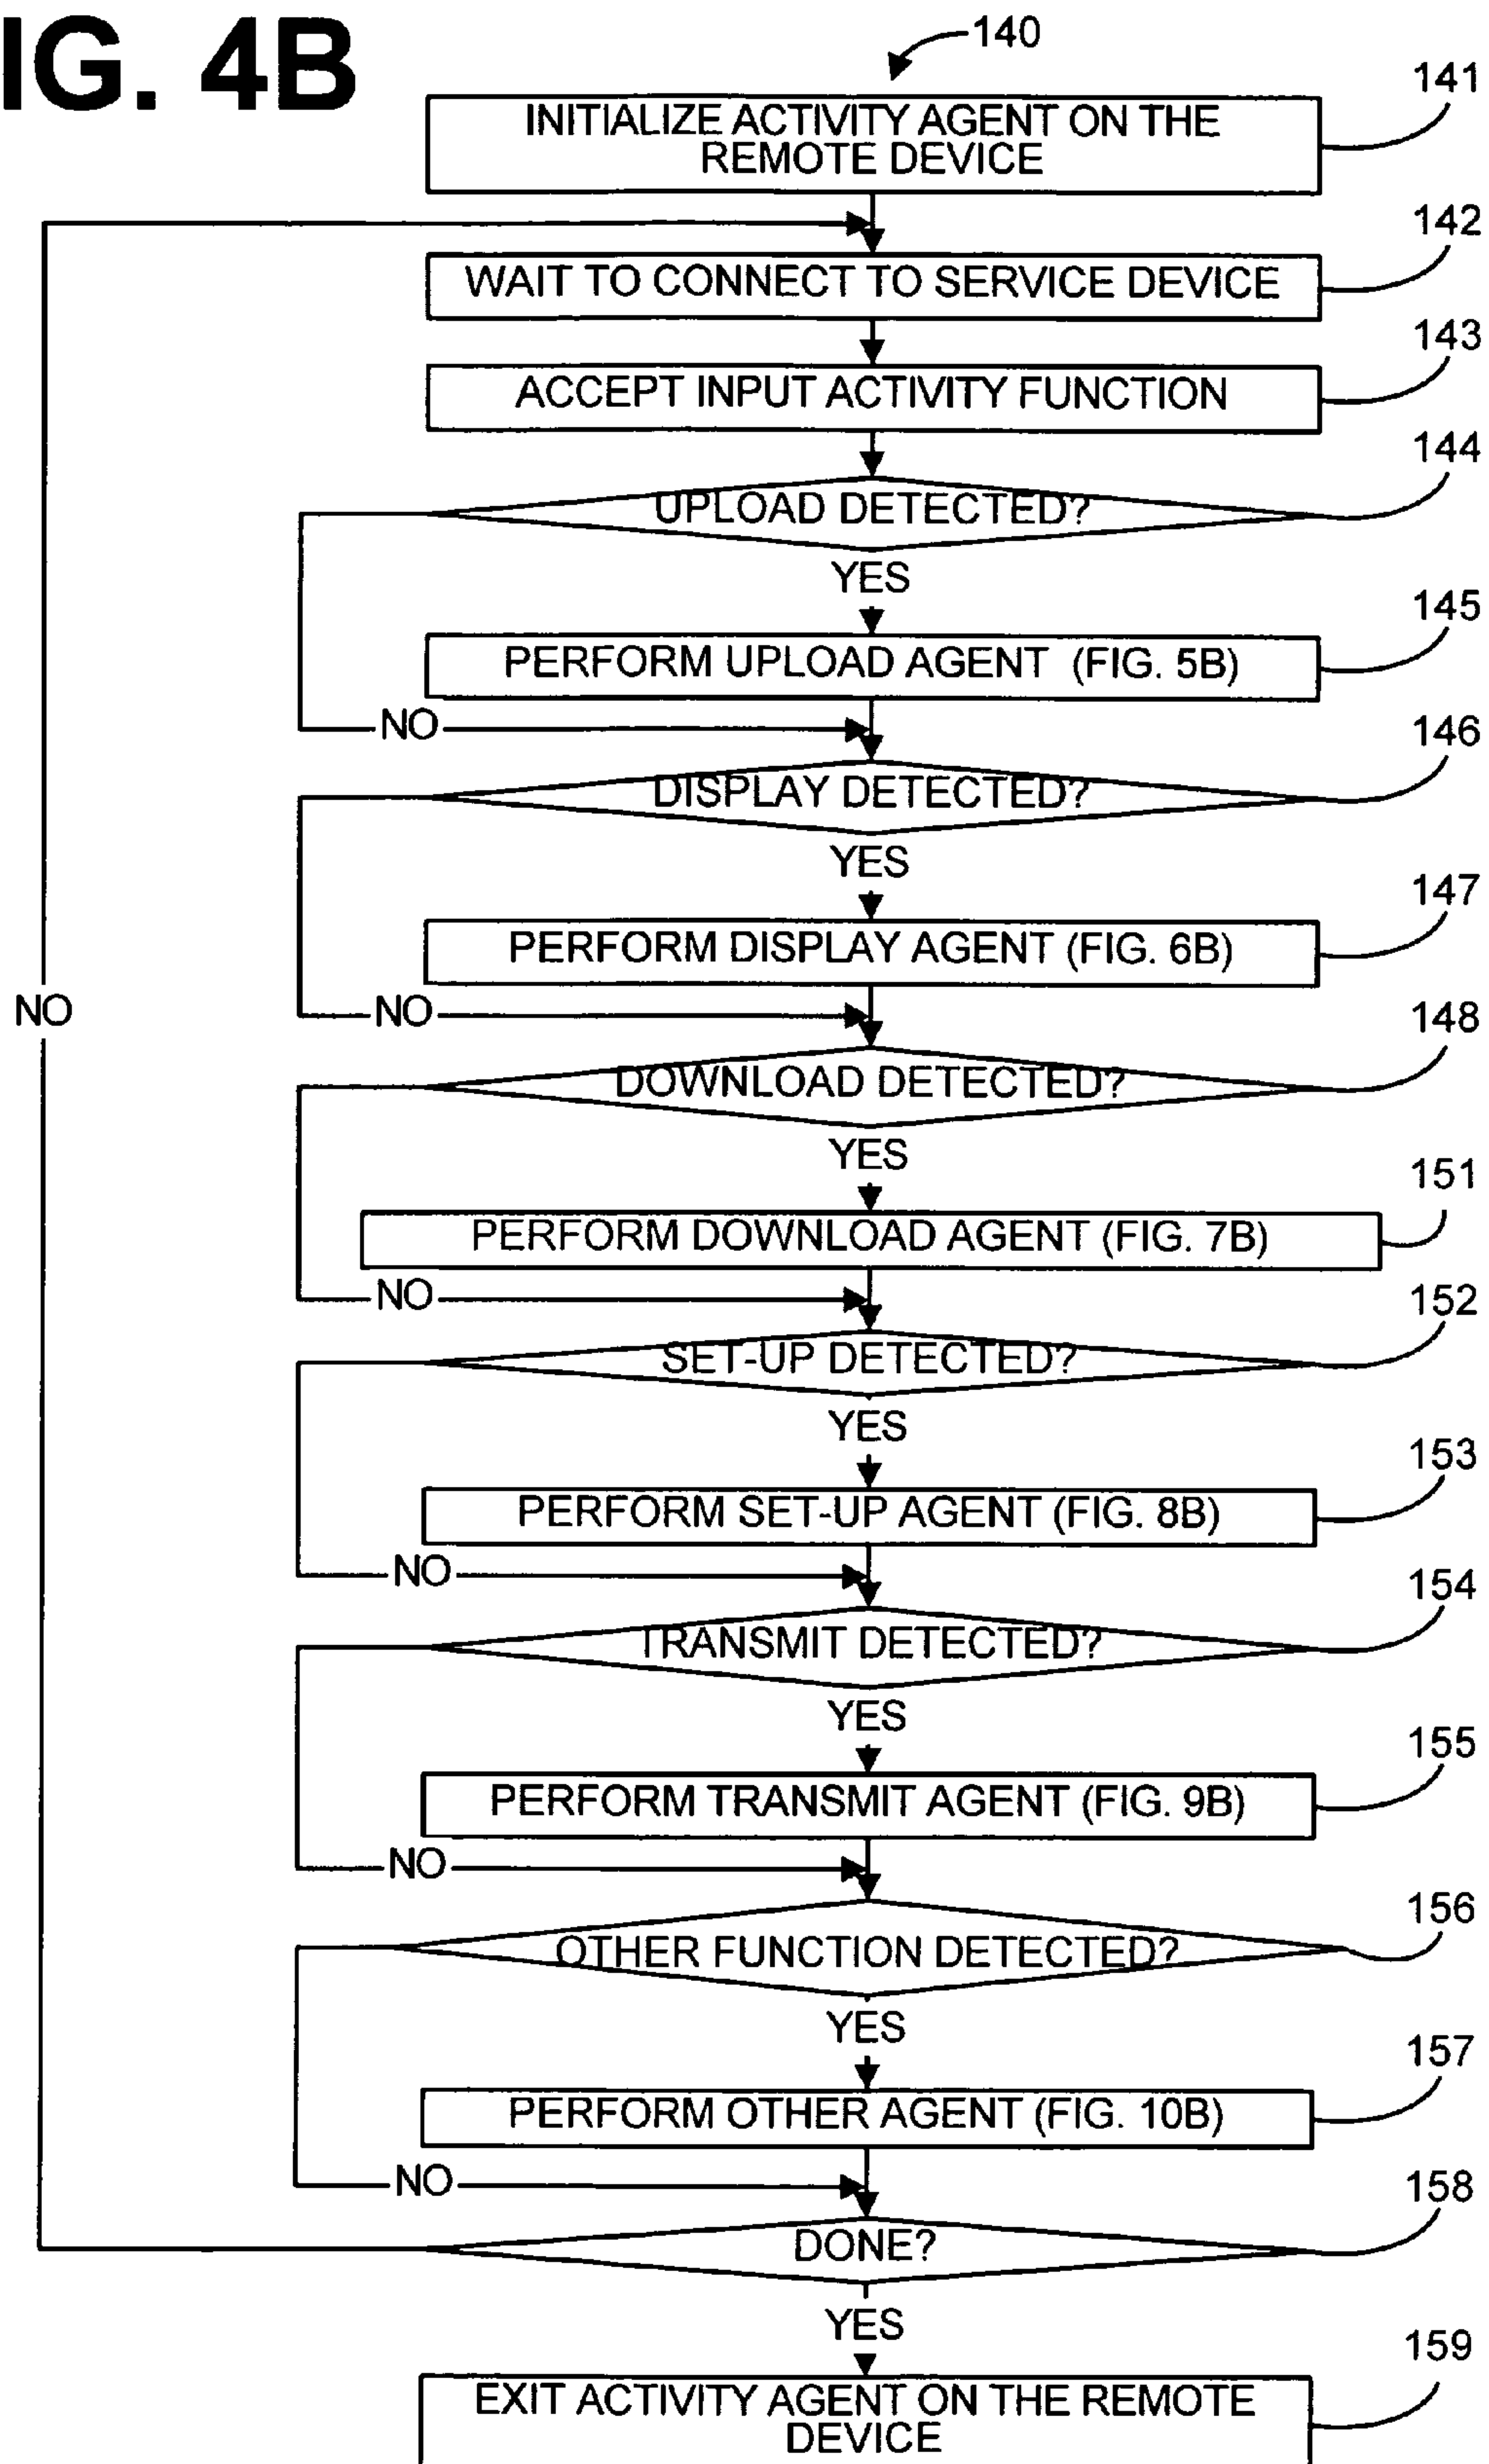 IG. 4B
140
141
INITIALIZE ACTIVITY AGENT ON THE
REMOTE DEVICE
142
WAIT TO CONNECT TO SERVICE DEVICE
143
ACCEPT INPUT ACTIVITY FUNCTION
144
UPLOAD DETECTED?
YES
145
PERFORM UPLOAD AGENT (FIG. 5B)
NO
146
DISPLAY DETECTED?
YES
147
PERFORM DISPLAY AGENT (FIG. 6B)
NO
NO
148
DOWNLOAD DETECTED?
YES
151
PERFORM DOWNLOAD AGENT (FIG. 7B)
NO
152
SET-UP DETECTED?
YES
153
PERFORM SET-UP AGENT (FIG. 8B)
NO
154
TRANSMIT DETECTED?
YES
155
PERFORM TRANSMIT AGENT (FIG. 9B)
NO
156
OTHER FUNCTION DETECTED?
YES
157
PERFORM OTHER AGENT (FIG. 10B)
NO
158
DONE?
YES
159
EXIT ACTIVITY AGENT ON THE REMOTE
DEVICE